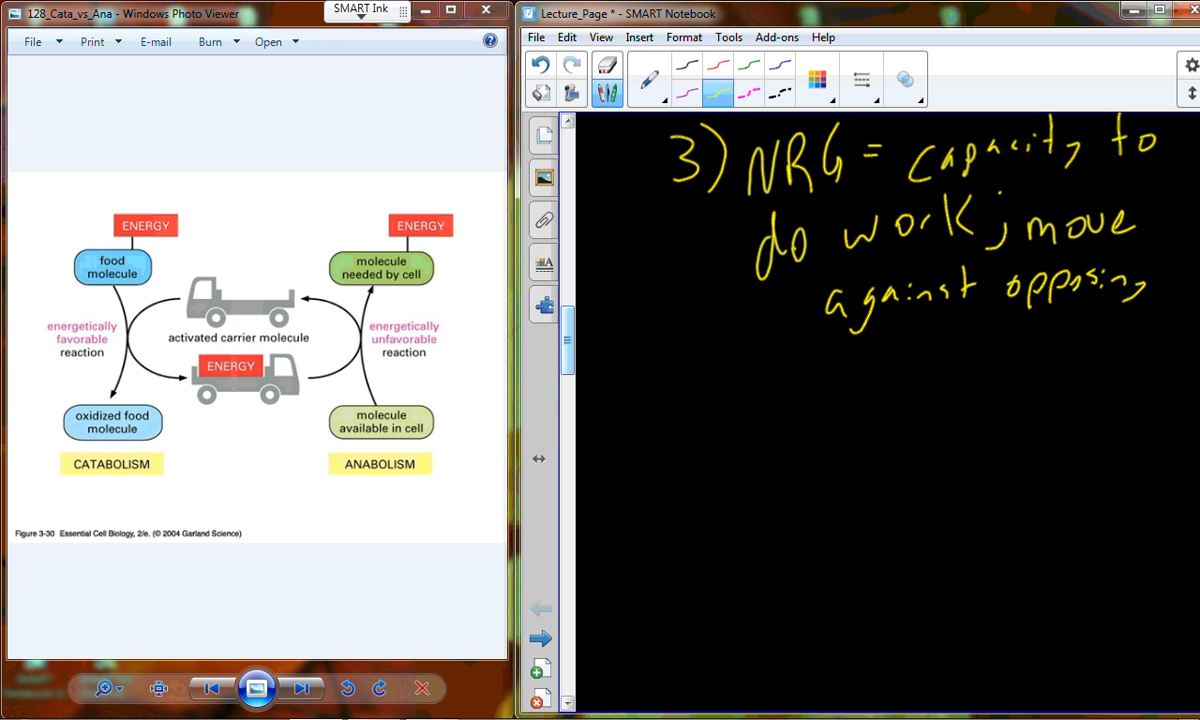 128_Cata_vs_Ana - Windows Photo Viewer
SMART Ink
File Print E-mail Burn Open
ENERGY
ENERGY
food
molecule
molecule
needed by cell
energetically
favorable
reaction
activated carrier molecule
energetically
unfavorable
reaction
ENERGY
oxidized food
molecule
molecule
available in cell
CATABOLISM
ANABOLISM
Figure 3-30 Essential Cell Biology, 2/e. (© 2004 Garland Science)
Lecture_Page * - SMART Notebook
File Edit View Insert Format Tools Add-ons Help
3) NRG = capacity to
do work; move
against opposing